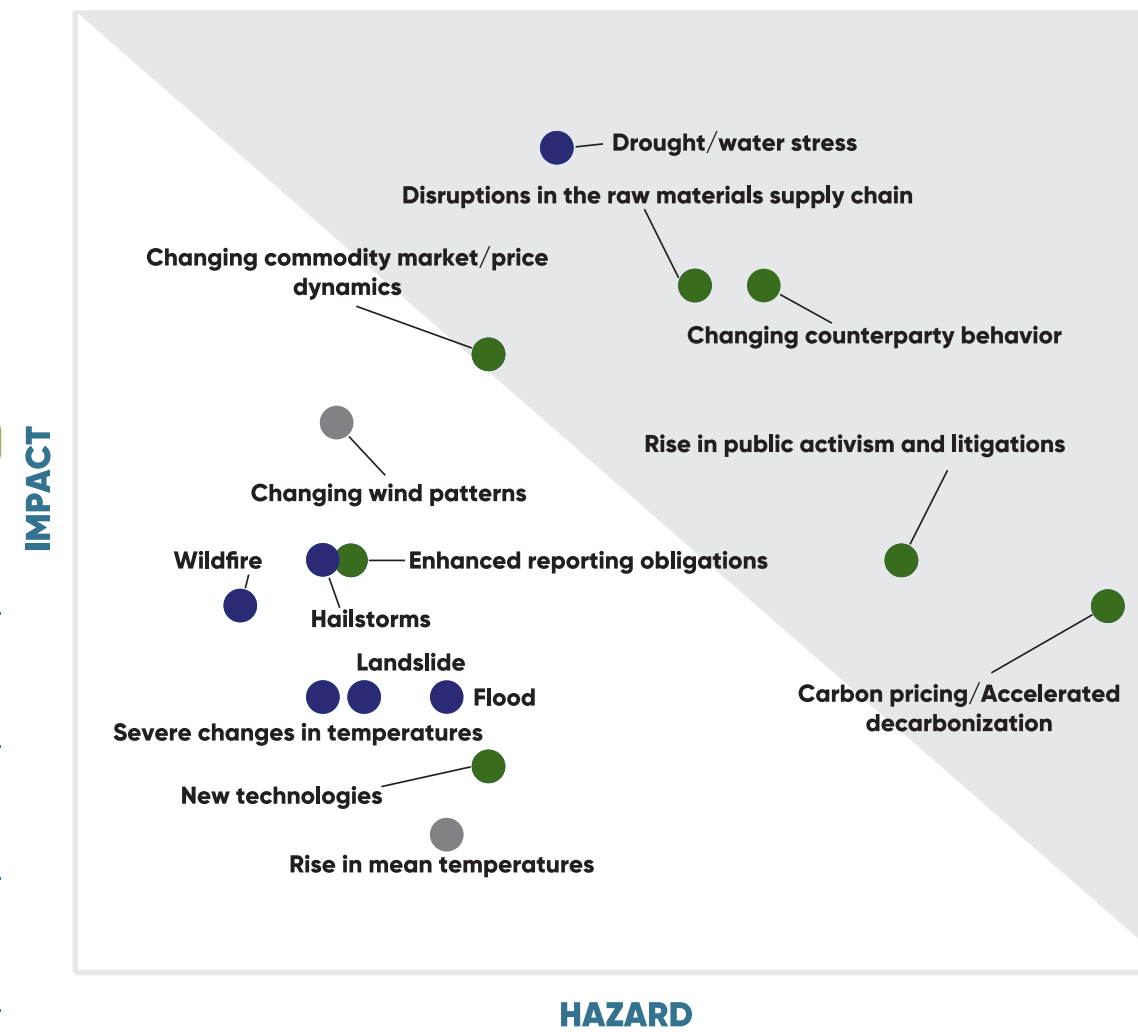 Drought/water stress
Disruptions in the raw materials supply chain
Changing commodity market/price
dynamics
Changing counterparty behavior
IMPACT
Rise in public activism and litigations
Changing wind patterns
Wildfire
Enhanced reporting obligations
Hailstorms
Landslide
Flood
Carbon pricing/Accelerated
decarbonization
Severe changes in temperatures
New technologies
Rise in mean temperatures
HAZARD